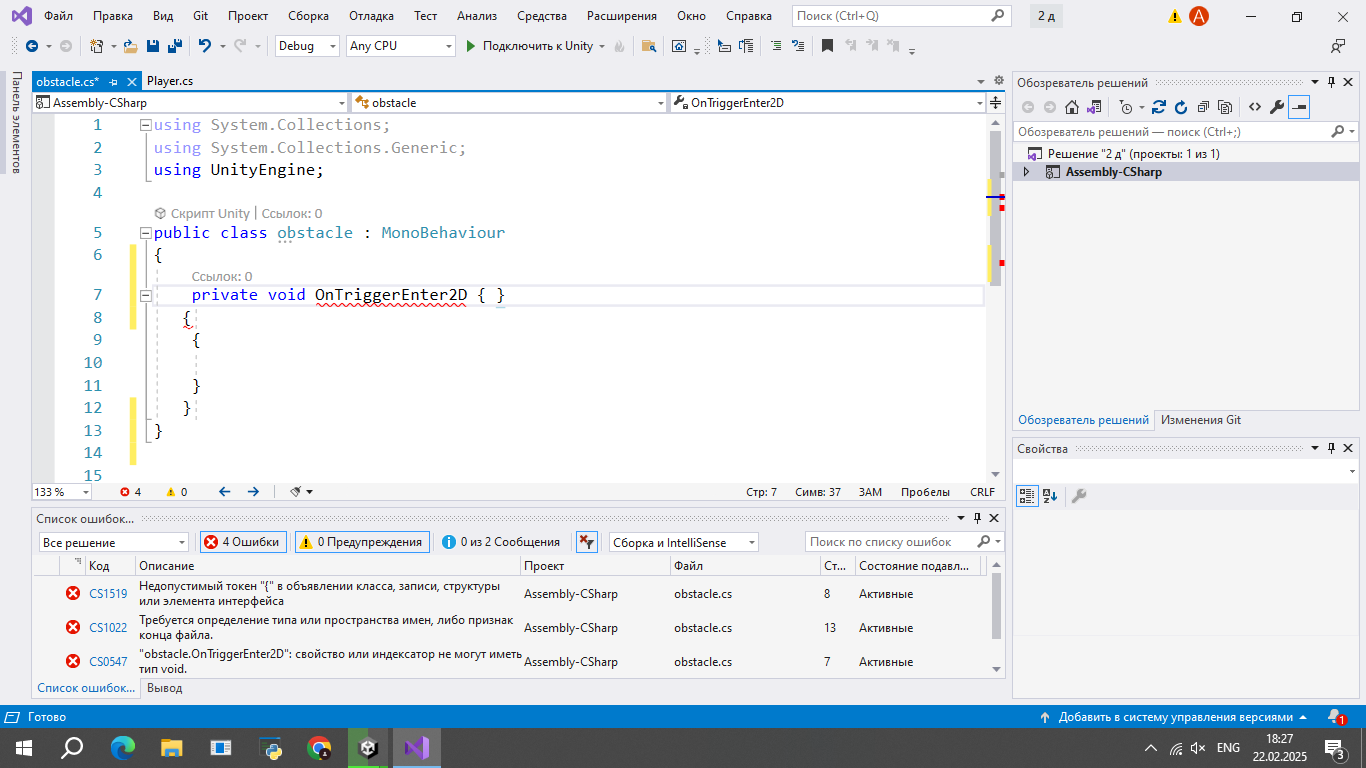 Файл Правка Вид Git Проект Сборка Отладка Тест Анализ Средства Расширения Окно Справка Поиск (Ctrl+Q) 2 д A
Debug Any CPU Подключить к Unity
Панель элементов
obstacle.cs* Player.cs
Assembly-CSharp obstacle OnTriggerEnter2D
1 using System.Collections;
2 using System.Collections.Generic;
3 using UnityEngine;
4
Скрипт Unity | Ссылок: 0
5 public class obstacle : MonoBehaviour
6 {
Ссылок: 0
7 private void OnTriggerEnter2D { }
8 {
9 {
10
11 }
12 }
13 }
14
15
133 % 4 0 Стр: 7 Симв: 37 ЗАМ Пробелы CRLF
Список ошибок...
Все решение 4 Ошибки 0 Предупреждения 0 из 2 Сообщения Сборка и IntelliSense Поиск по списку ошибок
Код Описание Проект Файл Ст... Состояние подавл...
CS1519 Недопустимый токен "{" в объявлении класса, записи, структуры
или элемента интерфейса Assembly-CSharp obstacle.cs 8 Активные
CS1022 Требуется определение типа или пространства имен, либо признак
конца файла. Assembly-CSharp obstacle.cs 13 Активные
CS0547 "obstacle.OnTriggerEnter2D": свойство или индексатор не могут иметь
тип void. Assembly-CSharp obstacle.cs 7 Активные
Список ошибок... Вывод
Обозреватель решений
Обозреватель решений — поиск (Ctrl+;)
Решение "2 д" (проекты: 1 из 1)
Assembly-CSharp
Обозреватель решений Изменения Git
Свойства
Готово Добавить в систему управления версиями 1
ENG 18:27
22.02.2025 3